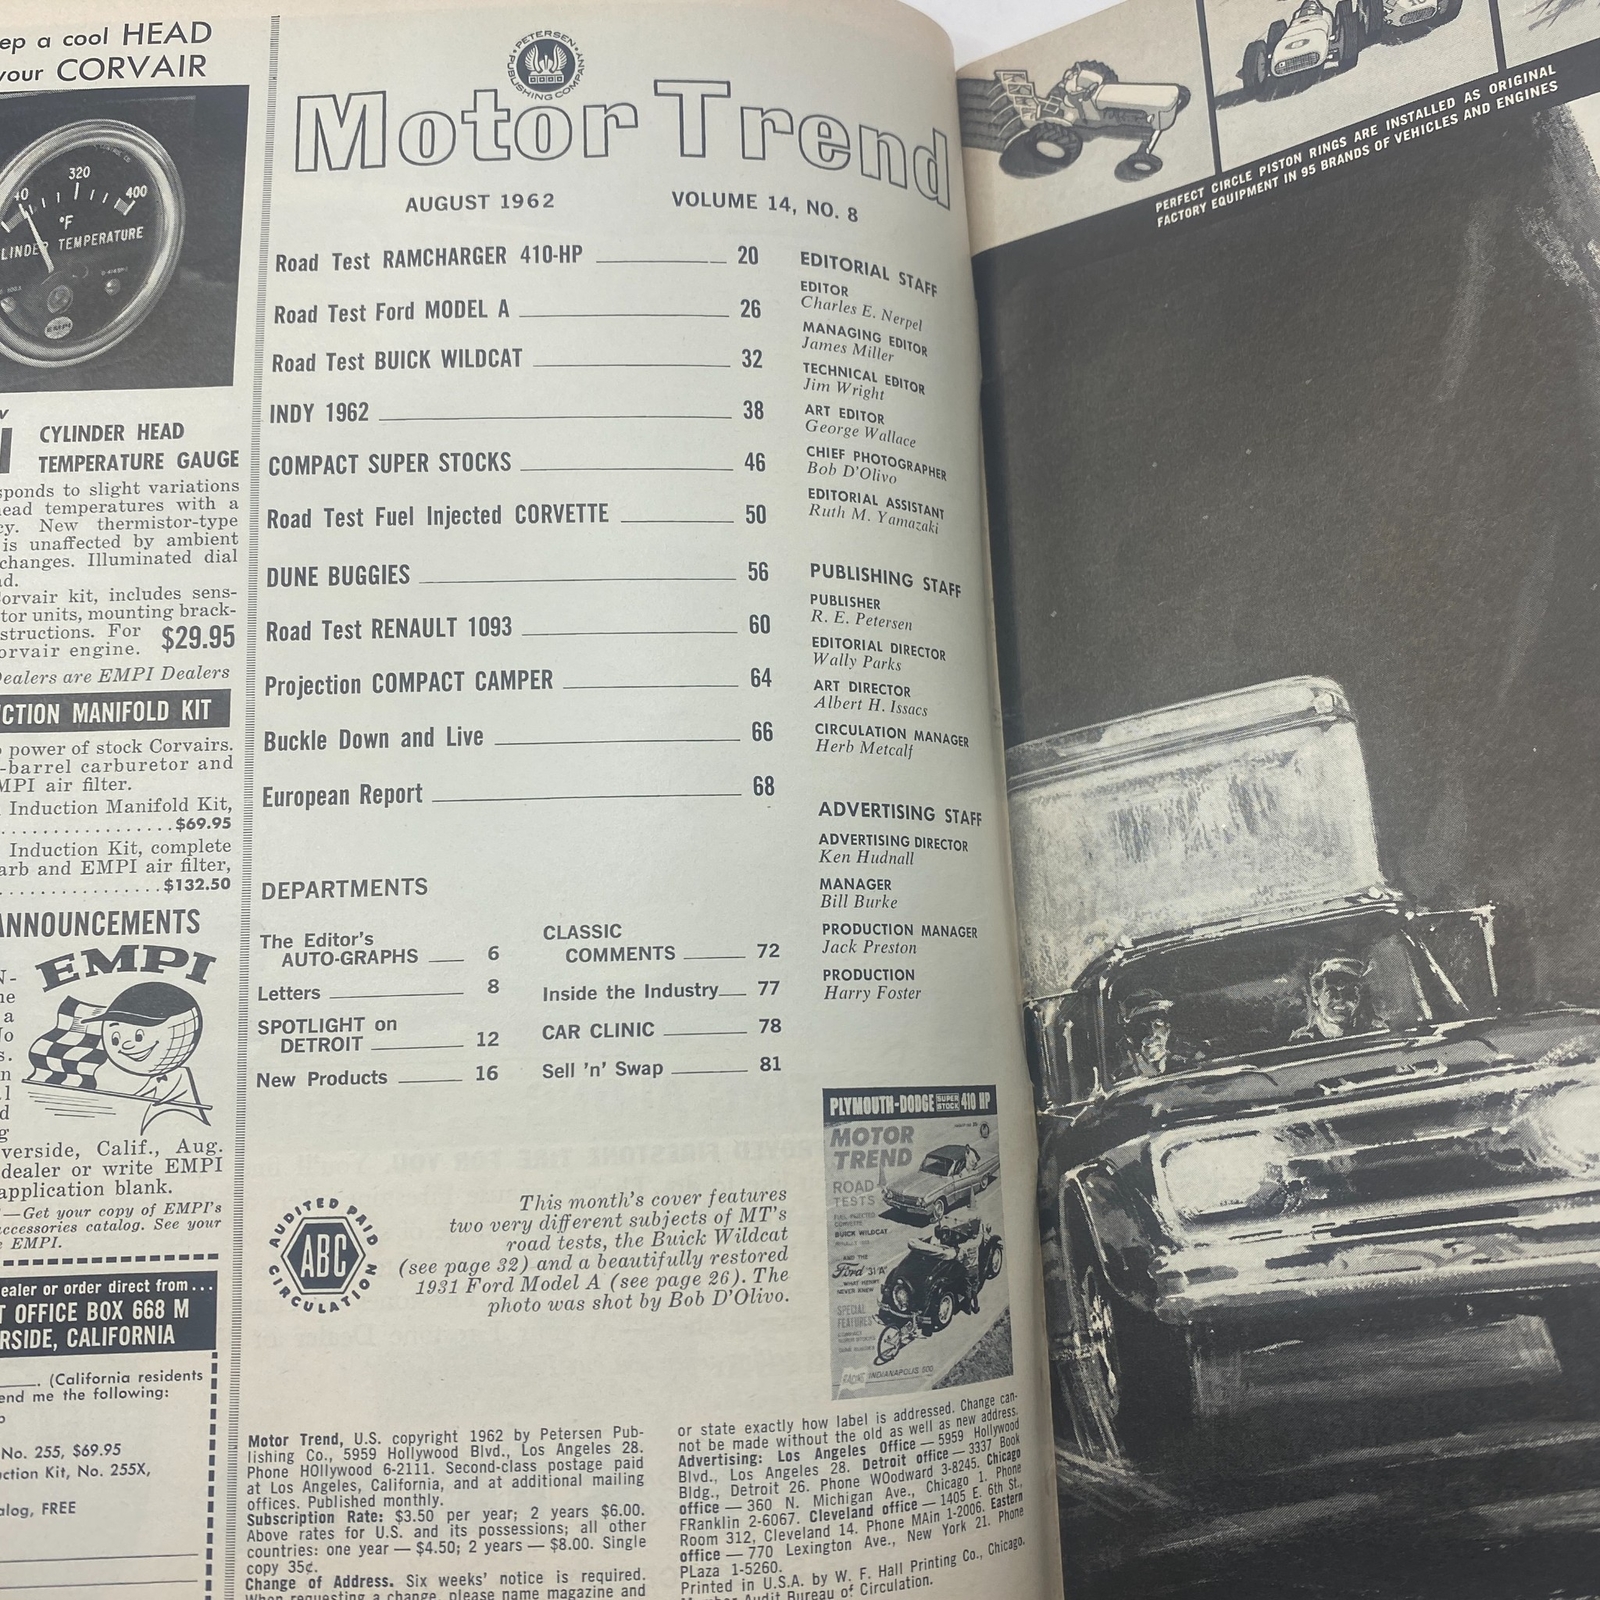 ep a cool HEAD
your CORVAIR
320
400
°F
TEMPERATURE
EMPI
CYLINDER HEAD
TEMPERATURE GAUGE
sponds to slight variations
head temperatures with a
cy. New thermistor-type
is unaffected by ambient
changes. Illuminated dial
orvair kit, includes sens-
tor units, mounting brack-
structions. For
orvair engine. $29.95
Dealers are EMPI Dealers
CTION MANIFOLD KIT
power of stock Corvairs.
-barrel carburetor and
MPI air filter.
Induction Manifold Kit,
$69.95
Induction Kit, complete
arb and EMPI air filter,
$132.50
ANNOUNCEMENTS
EMPI
verside, Calif., Aug.
dealer or write EMPI
application blank.
—Get your copy of EMPI's
accessories catalog. See your
EMPI.
ealer or order direct from...
T OFFICE BOX 668 M
RSIDE, CALIFORNIA
(California residents
end me the following:
No. 255, $69.95
ction Kit, No. 255X,
alog, FREE
PETERSEN PUBLISHING COMPANY
Motor Trend
AUGUST 1962 VOLUME 14, NO. 8
Road Test RAMCHARGER 410-HP 20
Road Test Ford MODEL A 26
Road Test BUICK WILDCAT 32
INDY 1962 38
COMPACT SUPER STOCKS 46
Road Test Fuel Injected CORVETTE 50
DUNE BUGGIES 56
Road Test RENAULT 1093 60
Projection COMPACT CAMPER 64
Buckle Down and Live 66
European Report 68
DEPARTMENTS
The Editor's
AUTO-GRAPHS 6
Letters 8
SPOTLIGHT on
DETROIT 12
New Products 16
CLASSIC
COMMENTS 72
Inside the Industry 77
CAR CLINIC 78
Sell 'n' Swap 81
EDITORIAL STAFF
EDITOR
Charles E. Nerpel
MANAGING EDITOR
James Miller
TECHNICAL EDITOR
Jim Wright
ART EDITOR
George Wallace
CHIEF PHOTOGRAPHER
Bob D'Olivo
EDITORIAL ASSISTANT
Ruth M. Yamazaki
PUBLISHING STAFF
PUBLISHER
R. E. Petersen
EDITORIAL DIRECTOR
Wally Parks
ART DIRECTOR
Albert H. Issacs
CIRCULATION MANAGER
Herb Metcalf
ADVERTISING STAFF
ADVERTISING DIRECTOR
Ken Hudnall
MANAGER
Bill Burke
PRODUCTION MANAGER
Jack Preston
PRODUCTION
Harry Foster
AUDITED PAID CIRCULATION
ABC
This month's cover features
two very different subjects of MT's
road tests, the Buick Wildcat
(see page 32) and a beautifully restored
1931 Ford Model A (see page 26). The
photo was shot by Bob D'Olivo.
PLYMOUTH-DODGE SUPER STOCK 410 HP
MOTOR
TREND
ROAD
TESTS
BUICK WILDCAT
AND THE
Ford '31 'A'
SPECIAL
FEATURES
INDIANAPOLIS 500
Motor Trend, U.S. copyright 1962 by Petersen Pub-
lishing Co., 5959 Hollywood Blvd., Los Angeles 28.
Phone HOllywood 6-2111. Second-class postage paid
at Los Angeles, California, and at additional mailing
offices. Published monthly.
Subscription Rate: $3.50 per year; 2 years $6.00.
Above rates for U.S. and its possessions; all other
countries: one year — $4.50; 2 years — $8.00. Single
copy 35¢.
Change of Address. Six weeks' notice is required.
When requesting a change, please name magazine and
or state exactly how label is addressed. Change can-
not be made without the old as well as new address.
Advertising: Los Angeles Office — 5959 Hollywood
Blvd., Los Angeles 28. Detroit office — 3337 Book
Bldg., Detroit 26. Phone WOodward 3-8245. Chicago
office — 360 N. Michigan Ave., Chicago 1. Phone
FRanklin 2-6067. Cleveland office — 1405 E. 6th St.,
Room 312, Cleveland 14. Phone MAin 1-2006. Eastern
office — 770 Lexington Ave., New York 21. Phone
PLaza 1-5260.
Printed in U.S.A. by W. F. Hall Printing Co., Chicago.
Audit Bureau of Circulation.
PERFECT CIRCLE PISTON RINGS ARE INSTALLED AS ORIGINAL
FACTORY EQUIPMENT IN 95 BRANDS OF VEHICLES AND ENGINES